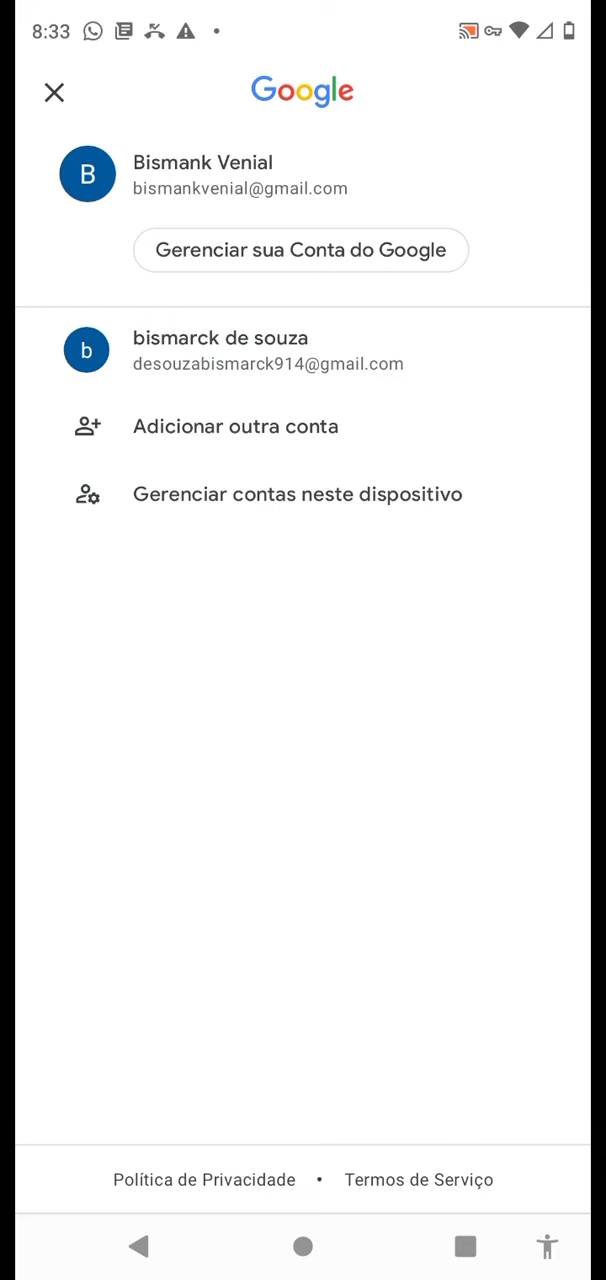 8:33
Google
B
Bismank Venial
bismankvenial@gmail.com
Gerenciar sua Conta do Google
b
bismarck de souza
desouzabismarck914@gmail.com
Adicionar outra conta
Gerenciar contas neste dispositivo
Política de Privacidade • Termos de Serviço